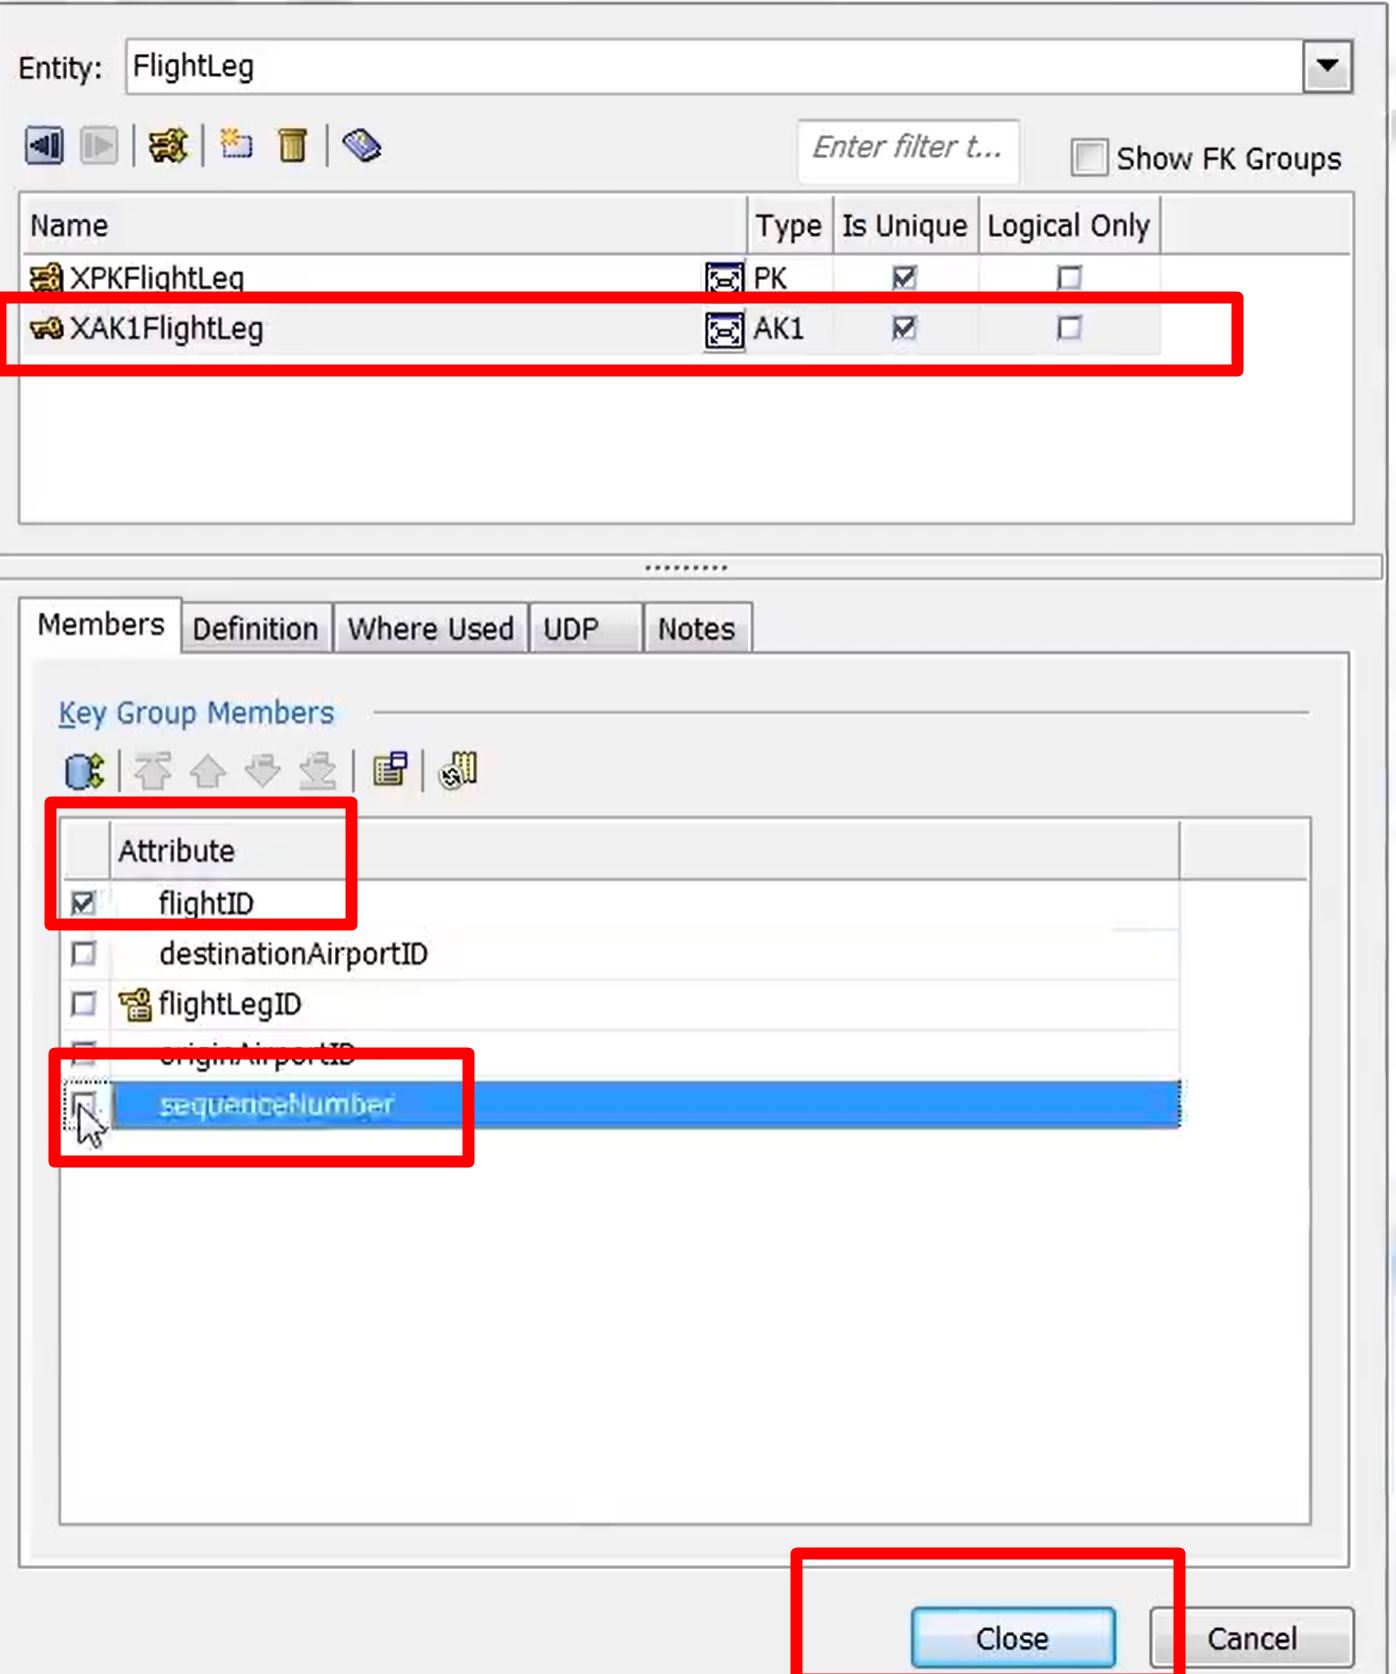 Entity: FlightLeg
Enter filter t... Show FK Groups
Name Type Is Unique Logical Only
XPKFlightLeg PK
XAK1FlightLeg AK1
Members Definition Where Used UDP Notes
Key Group Members
Attribute
flightID
destinationAirportID
flightLegID
originAirportID
sequenceNumber
Close Cancel